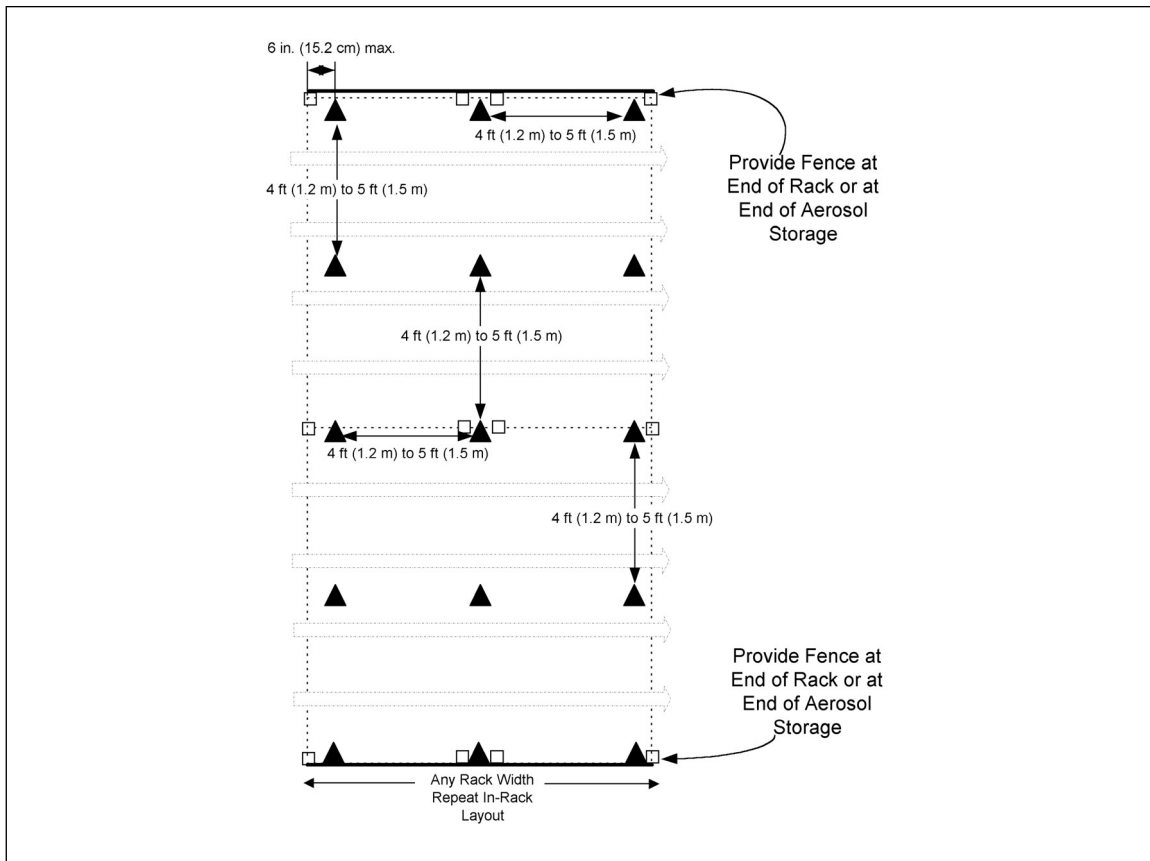 6 in. (15.2 cm) max.
4 ft (1.2 m) to 5 ft (1.5 m)
Provide Fence at
End of Rack or at
End of Aerosol
Storage
4 ft (1.2 m) to 5 ft (1.5 m)
4 ft (1.2 m) to 5 ft (1.5 m)
4 ft (1.2 m) to 5 ft (1.5 m)
4 ft (1.2 m) to 5 ft (1.5 m)
Provide Fence at
End of Rack or at
End of Aerosol
Storage
Any Rack Width
Repeat In-Rack
Layout